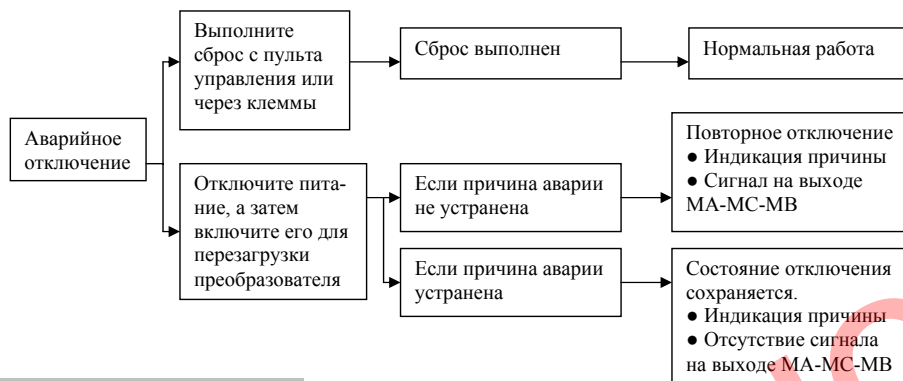 Выполните
сброс с пульта
управления или
через клеммы
Сброс выполнен
Нормальная работа
Аварийное
отключение
Отключите пита-
ние, а затем
включите его для
перезагрузки
преобразователя
Если причина аварии
не устранена
Повторное отключение
● Индикация причины
● Сигнал на выходе
MA-MC-MB
Если причина аварии
устранена
Состояние отключения
сохраняется.
● Индикация причины
● Отсутствие сигнала
на выходе MA-MC-MB